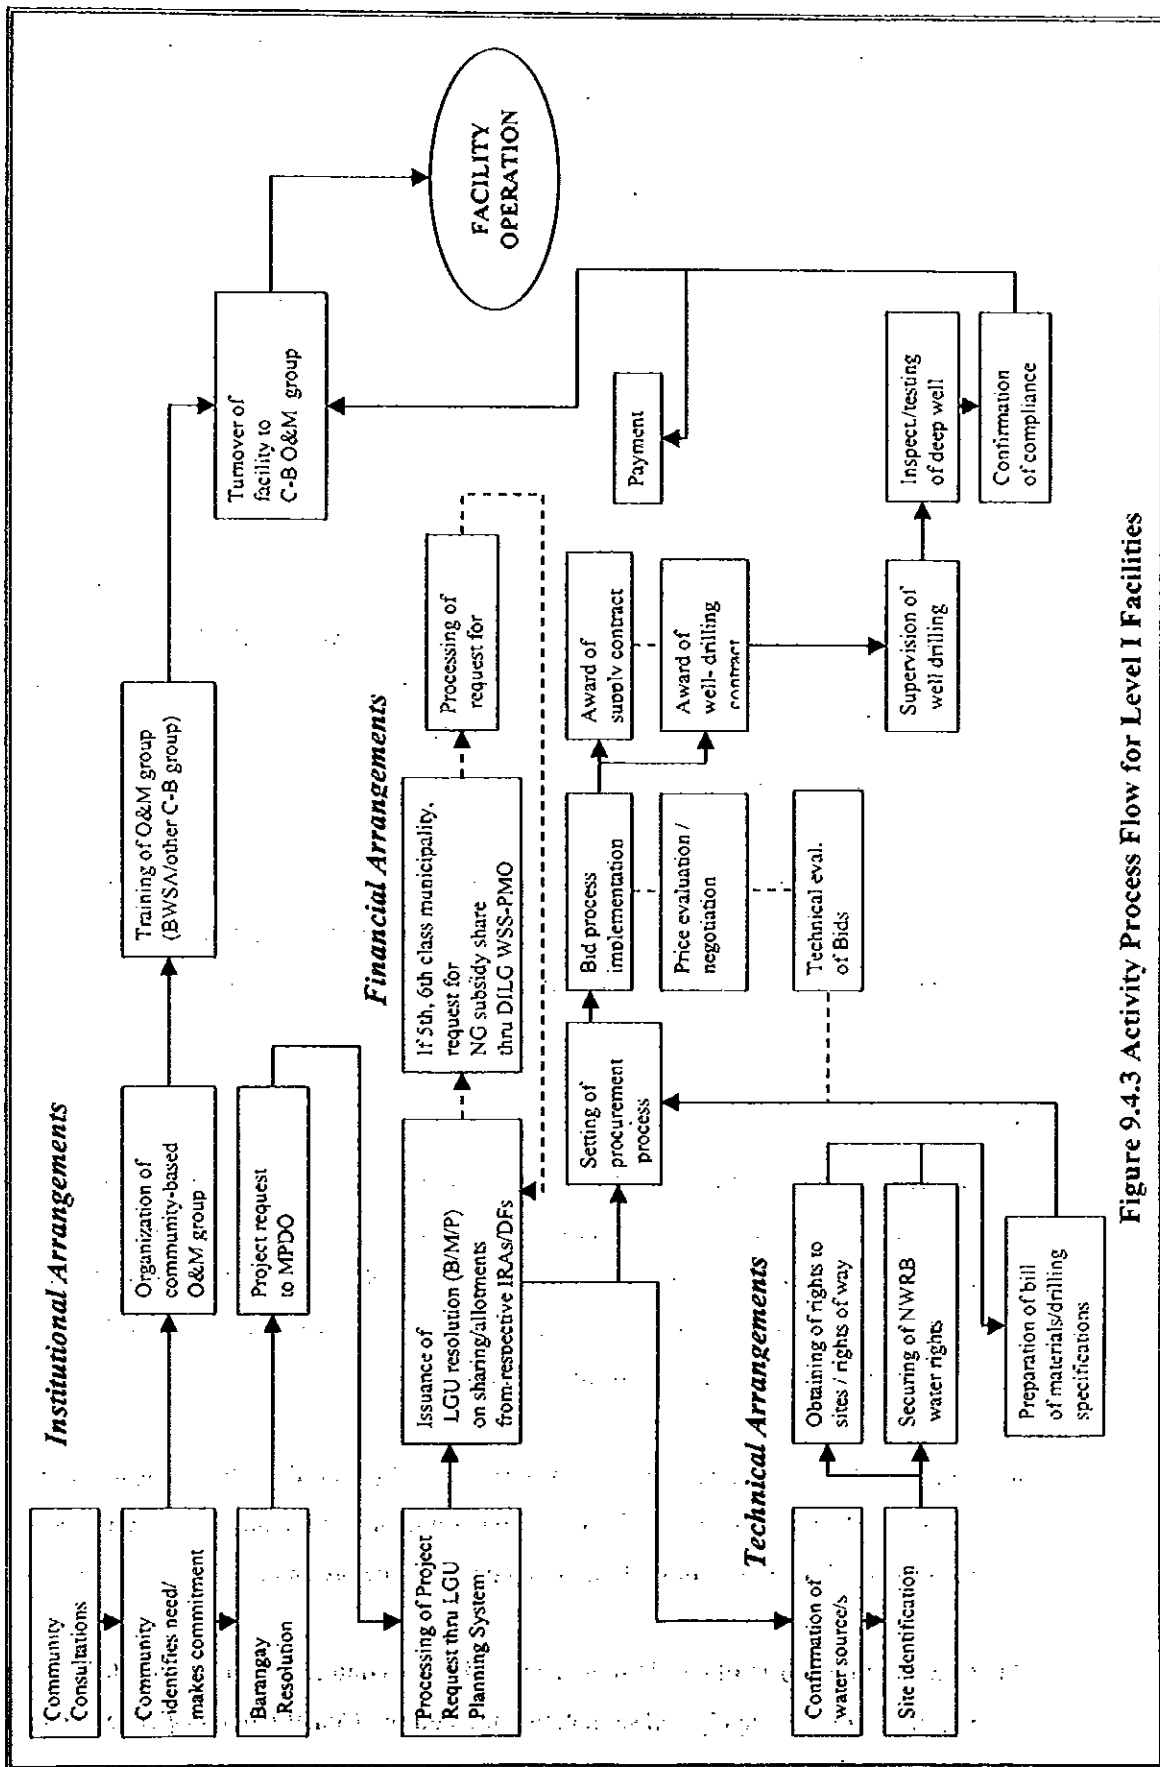 Institutional Arrangements
Community
Consultations
Community
identifies need/
makes commitment
Barangay
Resolution
Organization of
community-based
O&M group
Project request
to MPDO
Training of O&M group
(BWSA/other C-B group)
Turnover of
facility to
C-B O&M group
FACILITY
OPERATION
Financial Arrangements
Processing of Project
Request thru LGU
Planning System
Issuance of
LGU resolution (B/M/P)
on sharing/allotments
from-respective IRAs/DFs
If 5th, 6th class municipality,
request for
NG subsidy share
thru DILG WSS-PMO
Processing of
request for
Setting of
procurement
process
Bid process
implementation
Price evaluation /
negotiation
Technical eval.
of Bids
Award of
supply contract
Award of
well- drilling
contract
Payment
Technical Arrangements
Confirmation of
water source/s
Site identification
Obtaining of rights to
sites / rights of way
Securing of NWRB
water rights
Preparation of bill
of materials/drilling
specifications
Supervision of
well drilling
Inspect./testing
of deep well
Confirmation
of compliance
Figure 9.4.3 Activity Process Flow for Level I Facilities